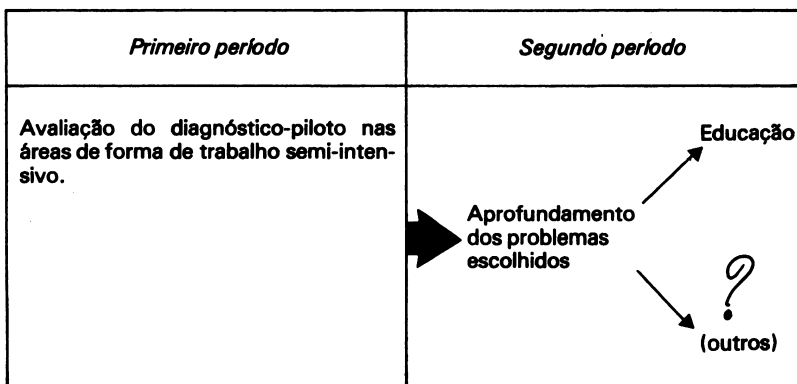 Primeiro período
Segundo período
Avaliação do diagnóstico-piloto nas
áreas de forma de trabalho semi-inten-
sivo.
Educação
Aprofundamento
dos problemas
escolhidos
?
(outros)